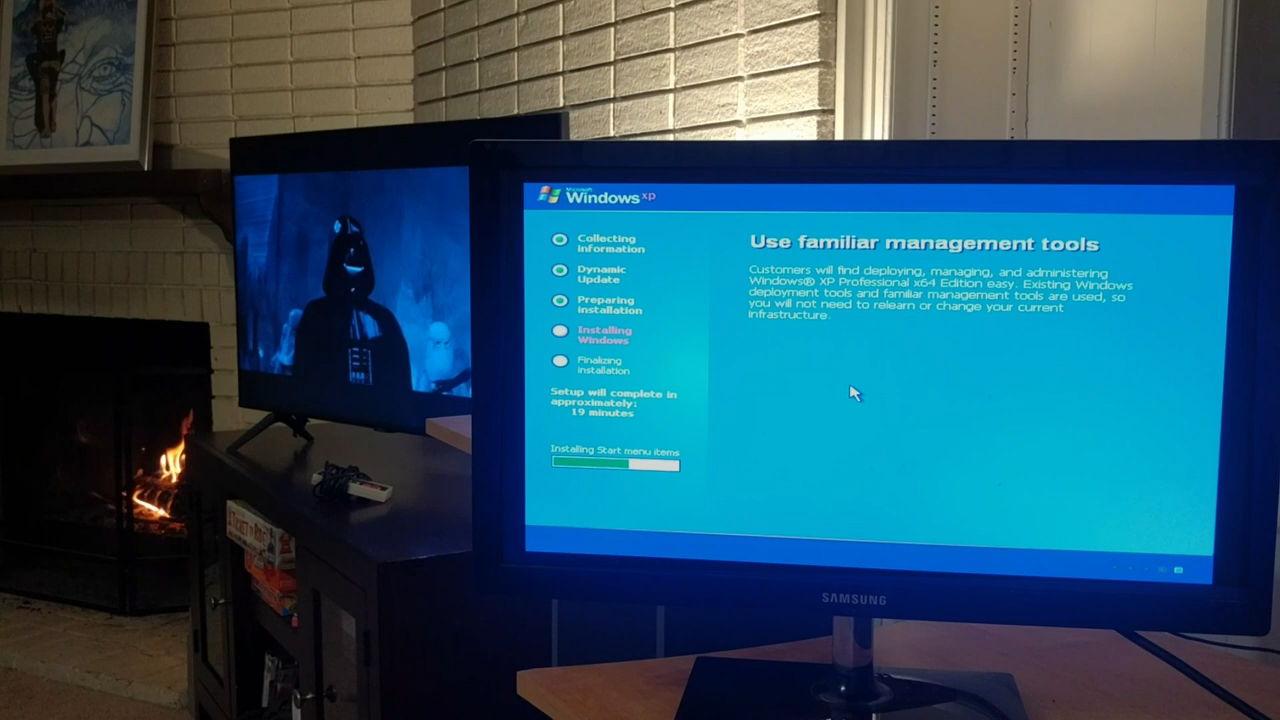 Microsoft
Windows xp
Collecting
information
Dynamic
Update
Preparing
installation
Installing
Windows
Finalizing
installation
Setup will complete in
approximately:
19 minutes
Installing Start menu items
Use familiar management tools
Customers will find deploying, managing, and administering
Windows® XP Professional x64 Edition easy. Existing Windows
deployment tools and familiar management tools are used, so
you will not need to relearn or change your current
infrastructure.
SAMSUNG
TICKET TO RIDE